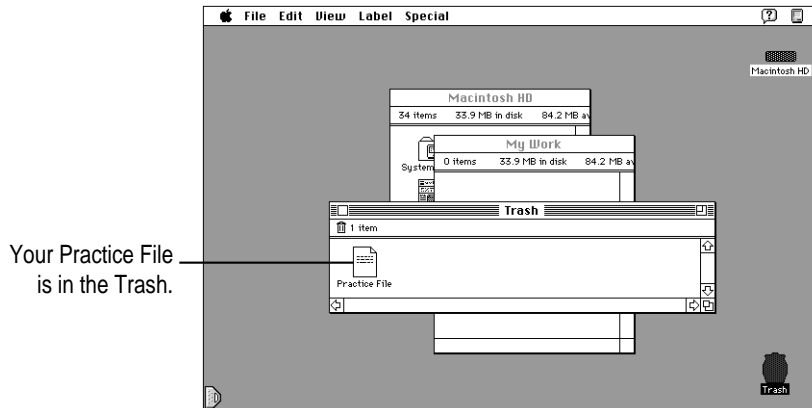 File Edit View Label Special
Macintosh HD
Macintosh HD
34 items 33.9 MB in disk 84.2 MB av
System
My Work
0 items 33.9 MB in disk 84.2 MB av
Trash
1 item
Practice File
Your Practice File
is in the Trash.
Trash